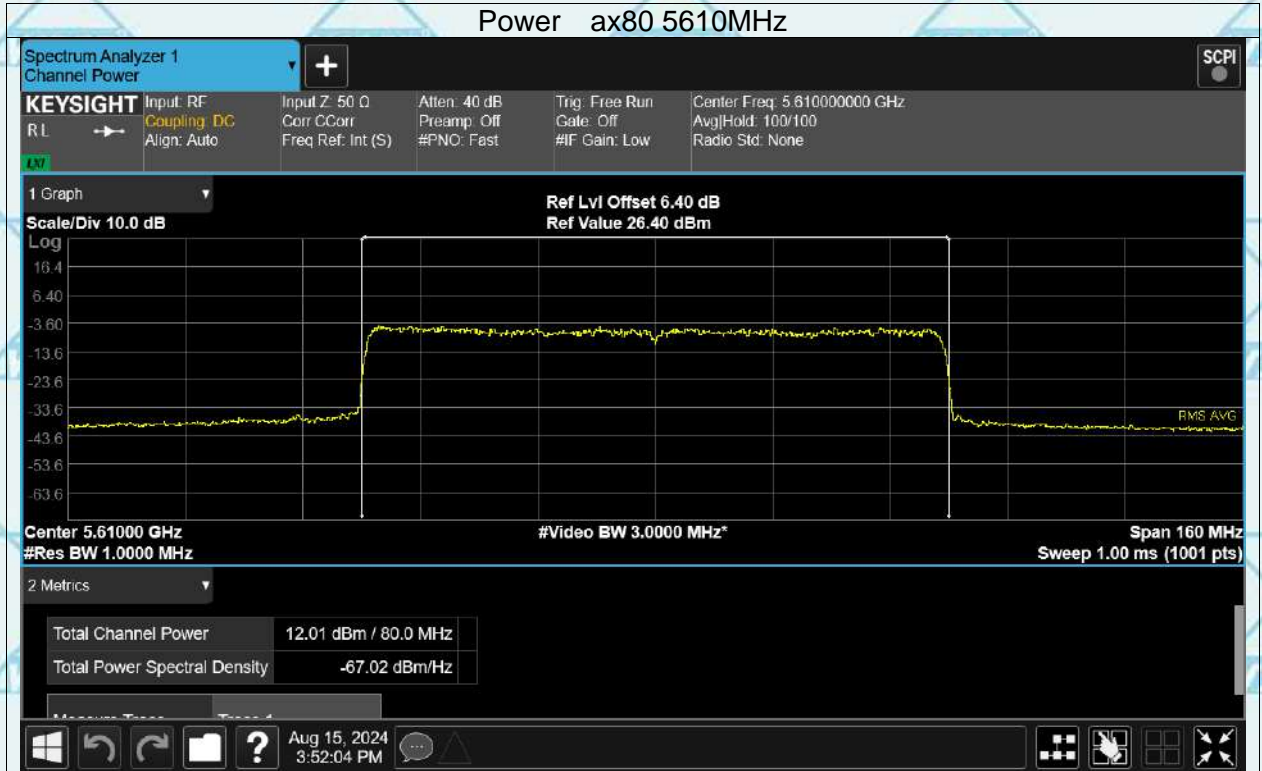 Power ax80 5610MHz
Spectrum Analyzer 1
Channel Power
SCPI
KEYSIGHT Input: RF Input Z: 50 Ω Atten: 40 dB Trig: Free Run Center Freq: 5.610000000 GHz
RL Coupling: DC Corr CCorr Preamp: Off Gate: Off Avg|Hold: 100/100
Align: Auto Freq Ref: Int (S) #PNO: Fast #IF Gain: Low Radio Std: None
LXI
1 Graph Ref Lvl Offset 6.40 dB
Scale/Div 10.0 dB Ref Value 26.40 dBm
Log
16.4
6.40
-3.60
-13.6
-23.6
-33.6
RMS AVG
-43.6
-53.6
-63.6
Center 5.61000 GHz #Video BW 3.0000 MHz* Span 160 MHz
#Res BW 1.0000 MHz Sweep 1.00 ms (1001 pts)
2 Metrics
Total Channel Power 12.01 dBm / 80.0 MHz
Total Power Spectral Density -67.02 dBm/Hz
Aug 15, 2024
3:52:04 PM